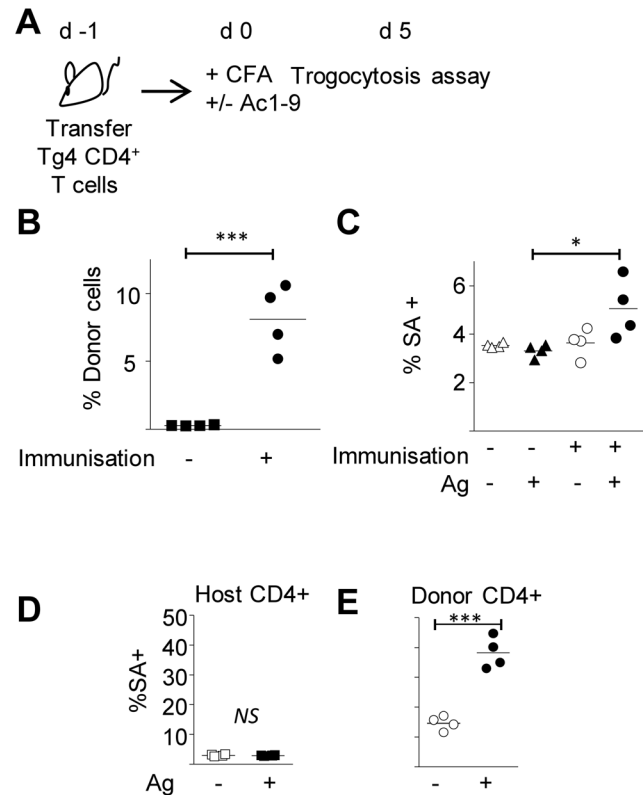 A
d -1 d 0 d 5
+ CFA Trogocytosis assay
+/- Ac1-9
Transfer
Tg4 CD4⁺
T cells
B
***
% Donor cells
10
5
Immunisation - +
C
*
% SA +
6
4
2
Immunisation - - + +
Ag - + - +
D
Host CD4+
%SA+
50
40
30
20
10
NS
Ag - +
E
Donor CD4+
***
- +